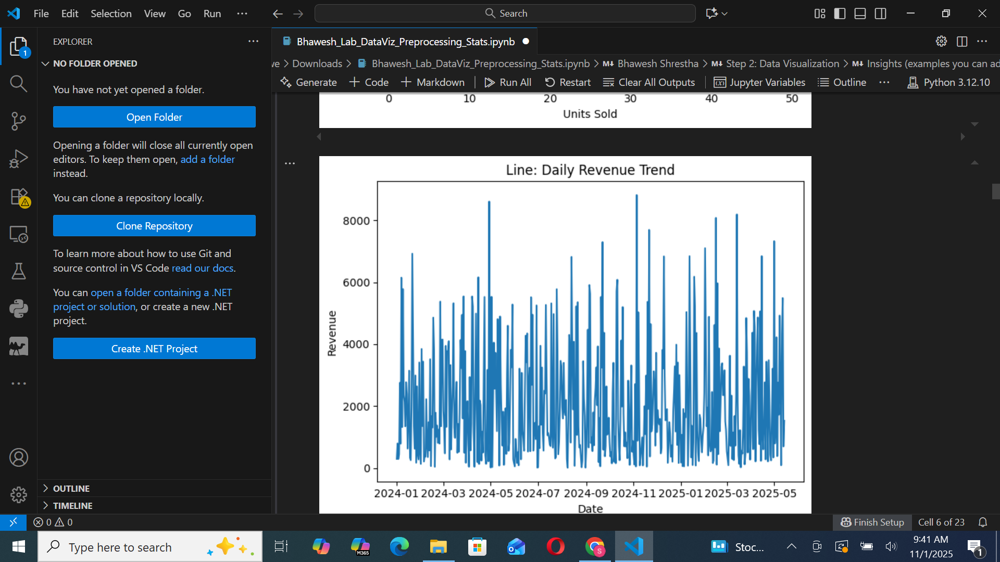 File Edit Selection View Go Run
Search
EXPLORER
1
NO FOLDER OPENED
You have not yet opened a folder.
Open Folder
Opening a folder will close all currently open
editors. To keep them open, add a folder
instead.
You can clone a repository locally.
Clone Repository
To learn more about how to use Git and
source control in VS Code read our docs.
You can open a folder containing a .NET
project or solution, or create a new .NET
project.
Create .NET Project
OUTLINE
TIMELINE
Bhawesh_Lab_DataViz_Preprocessing_Stats.ipynb
we > Downloads > Bhawesh_Lab_DataViz_Preprocessing_Stats.ipynb > M↓ Bhawesh Shrestha > M↓ Step 2: Data Visualization > M↓ Insights (examples you can ad
Generate + Code + Markdown | Run All Restart Clear All Outputs | Jupyter Variables Outline Python 3.12.10
0 10 20 30 40 50
Units Sold
Line: Daily Revenue Trend
8000
6000
4000
2000
0
Revenue
2024-01 2024-03 2024-05 2024-07 2024-09 2024-11 2025-01 2025-03 2025-05
Date
0 0
Finish Setup Cell 6 of 23
Type here to search
M365
S
Stoc...
9:41 AM
11/1/2025
1